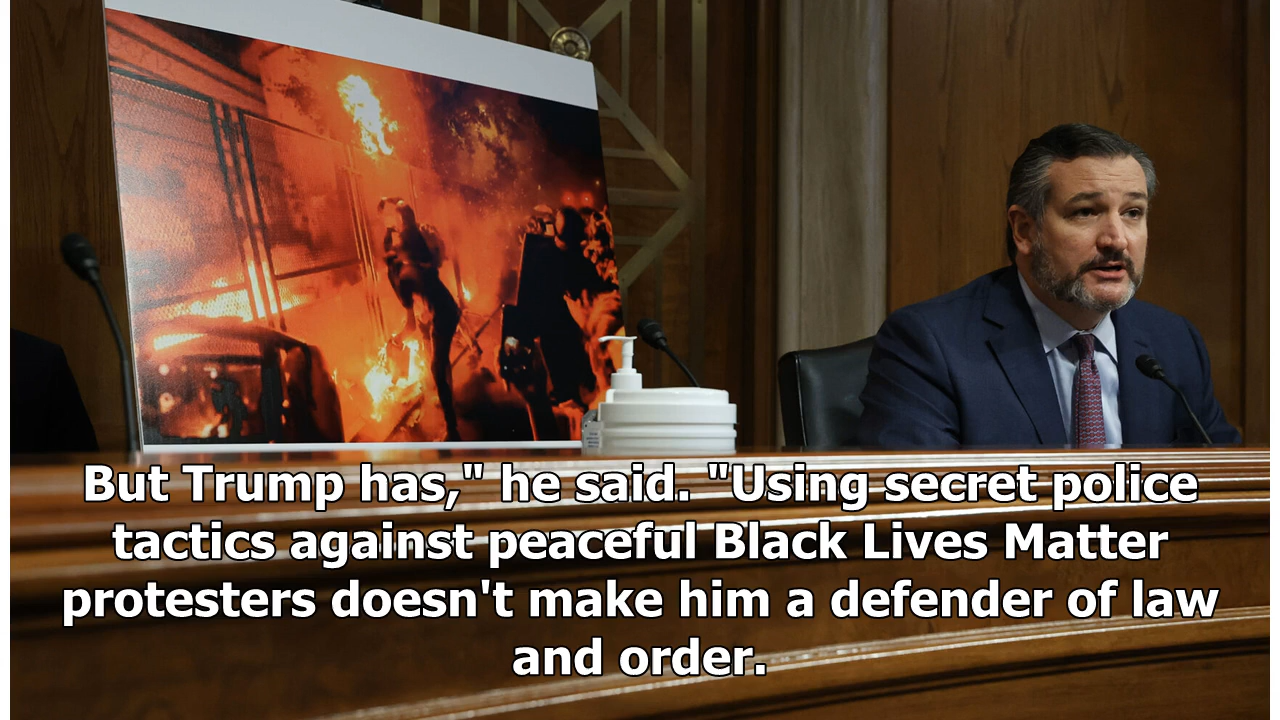 But Trump has," he said. "Using secret police
tactics against peaceful Black Lives Matter
protesters doesn't make him a defender of law
and order.